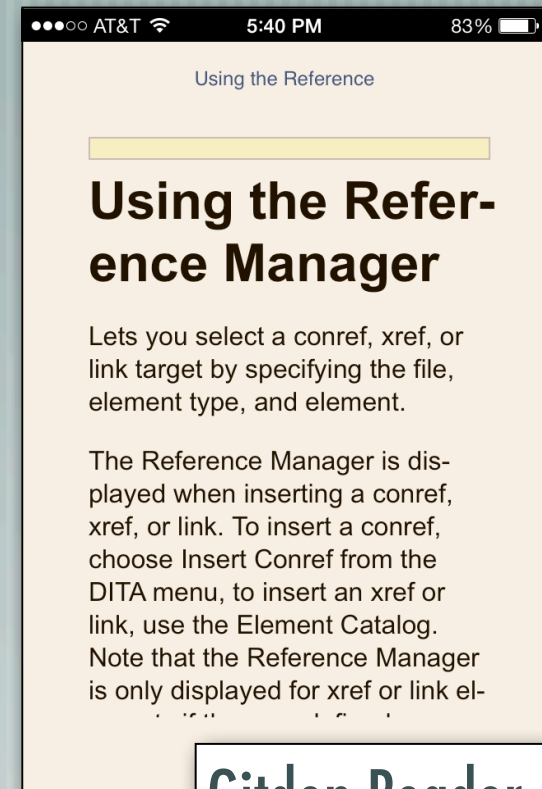 AT&T 5:40 PM 83%
Using the Reference
Using the Refer-
ence Manager
Lets you select a conref, xref, or
link target by specifying the file,
element type, and element.
The Reference Manager is dis-
played when inserting a conref,
xref, or link. To insert a conref,
choose Insert Conref from the
DITA menu, to insert an xref or
link, use the Element Catalog.
Note that the Reference Manager
is only displayed for xref or link el-
Gitden Reader